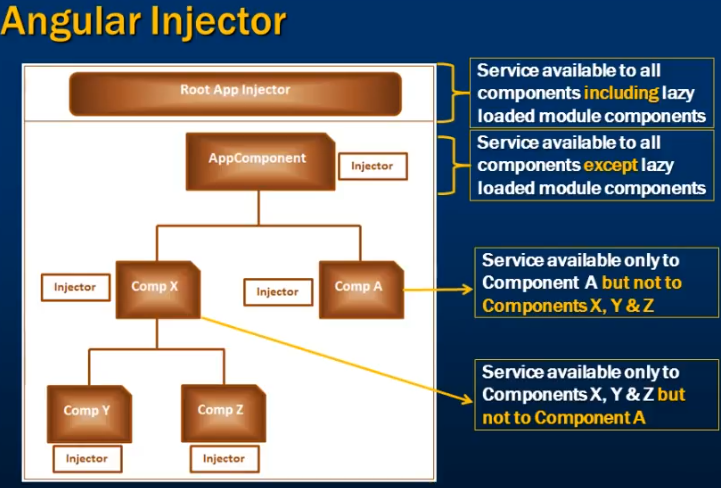 Angular Injector
Root App Injector
Service available to all
components including lazy
loaded module components
AppComponent
Injector
Service available to all
components except lazy
loaded module components
Injector
Comp X
Injector
Comp A
Service available only to
Component A but not to
Components X, Y & Z
Comp Y
Injector
Comp Z
Injector
Service available only to
Components X, Y & Z but
not to Component A